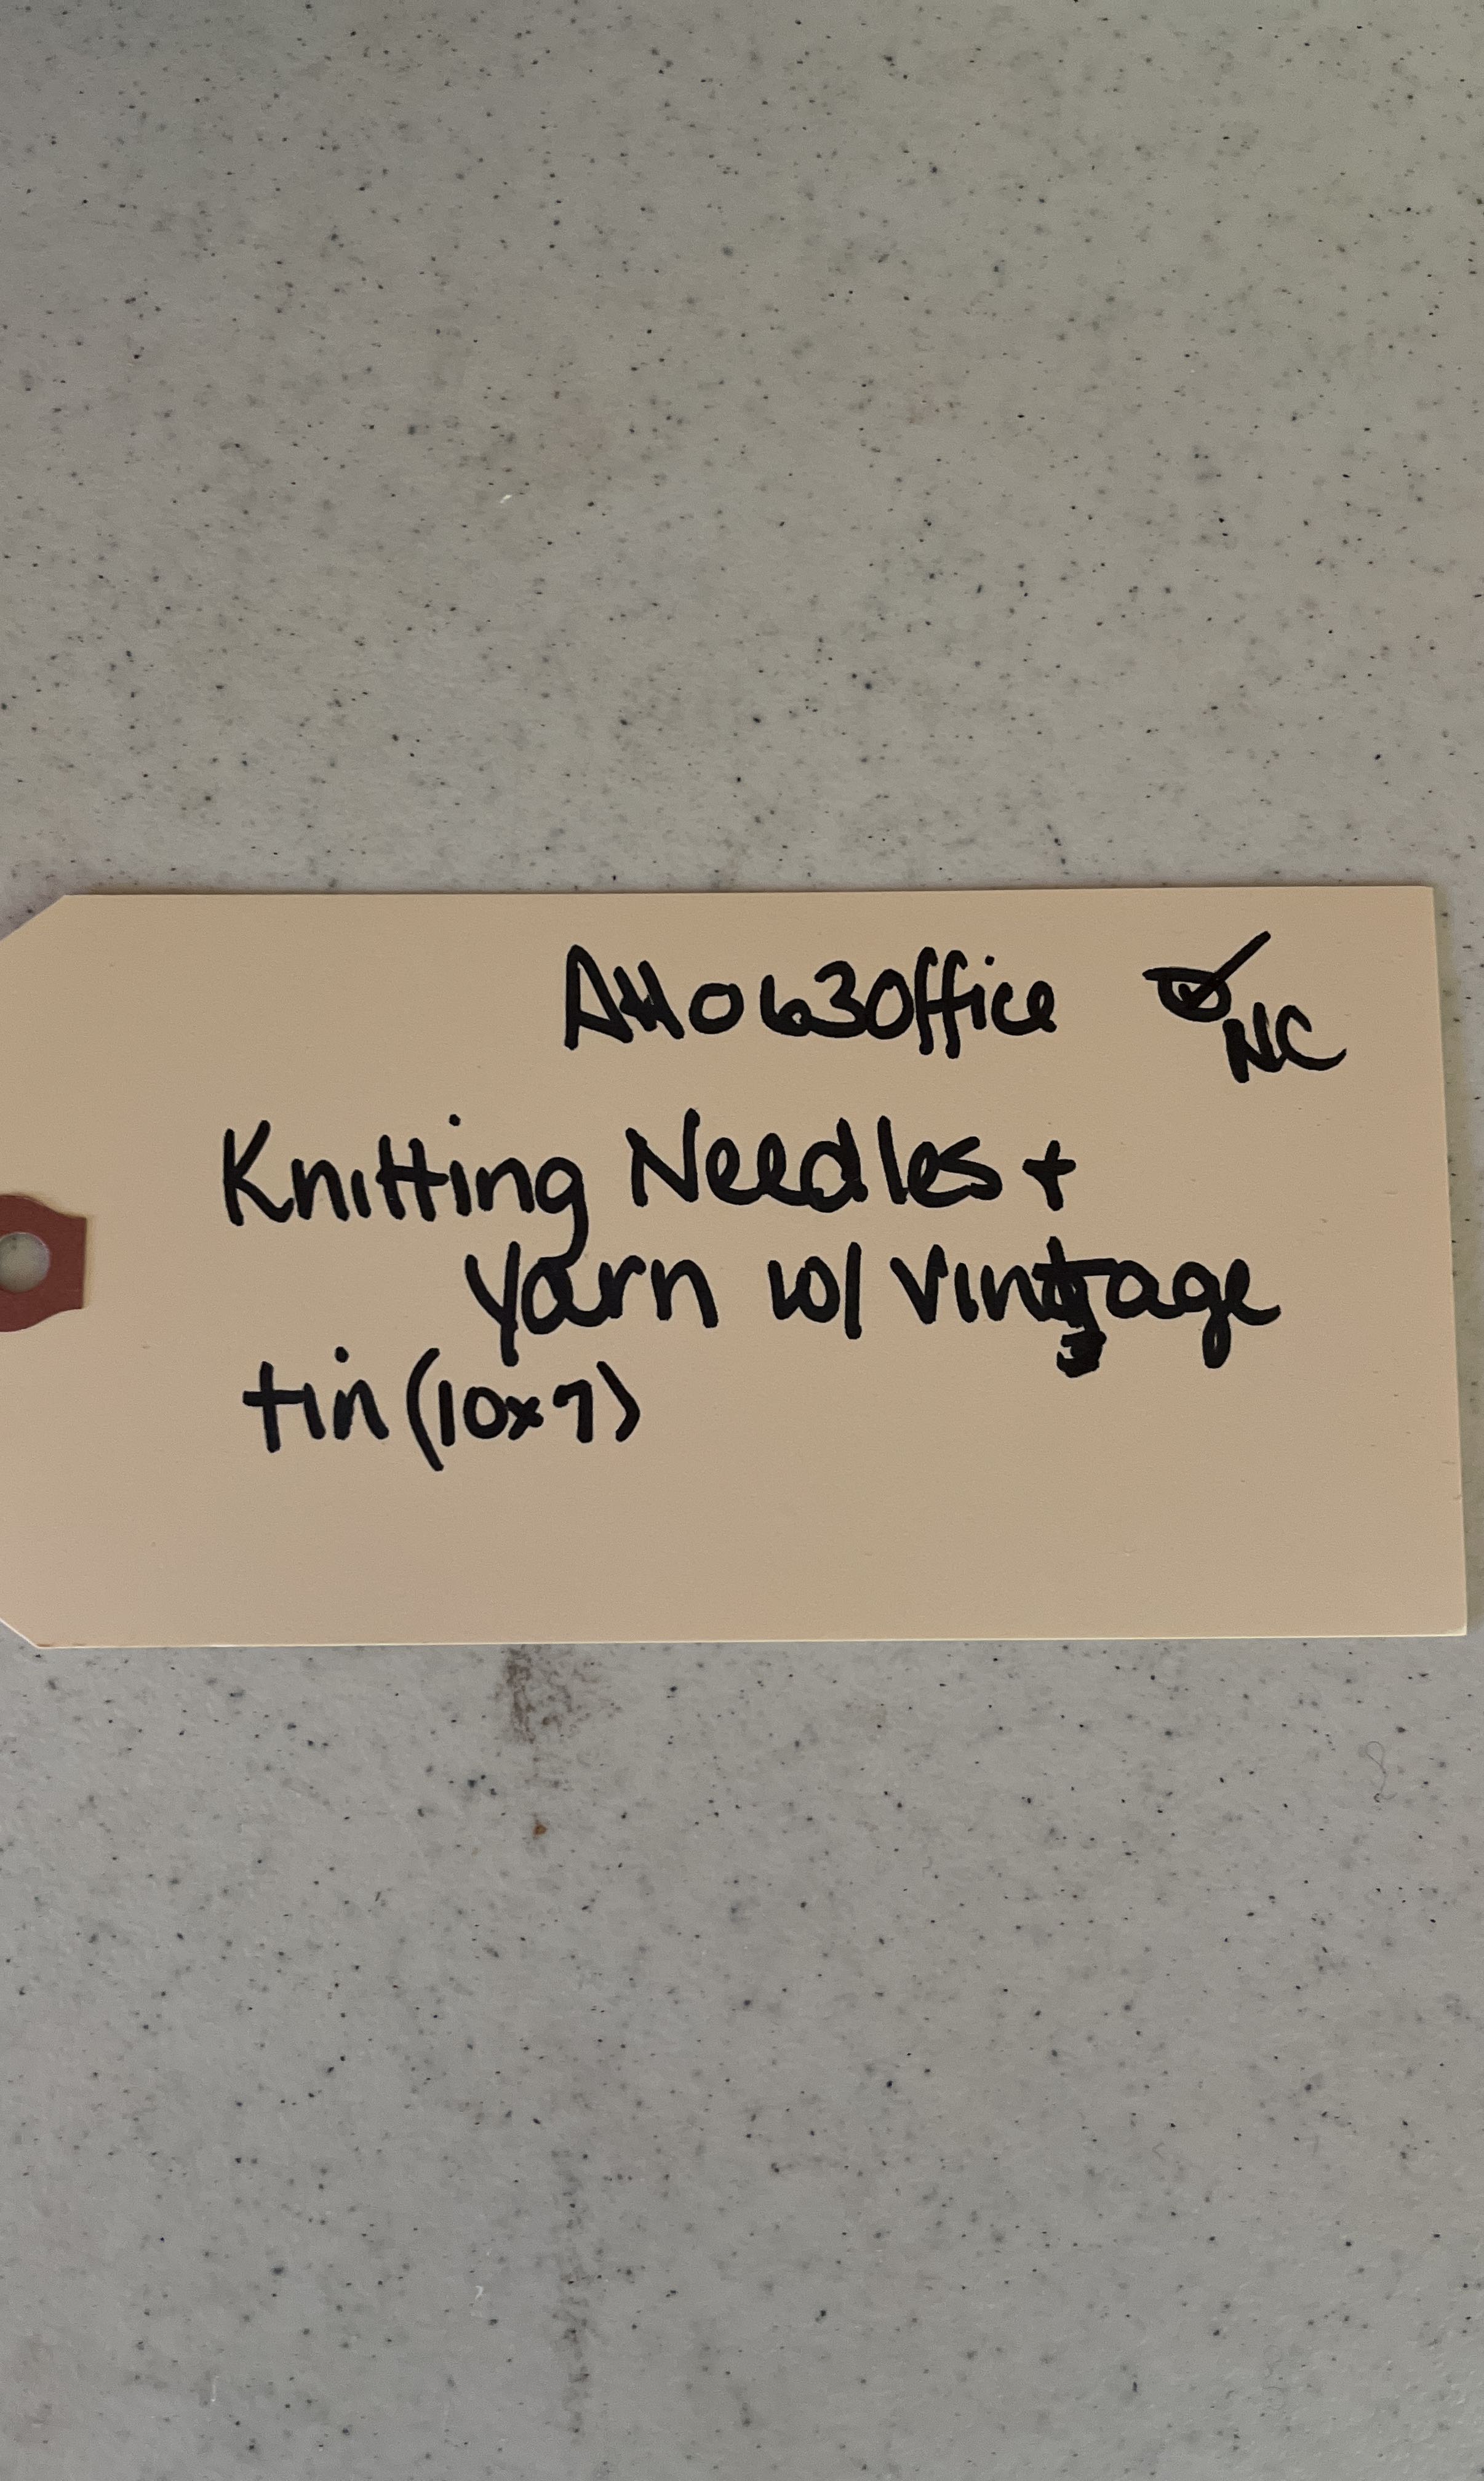 AH0630ffice NC
Knitting Needles +
Yarn w/ vintage
tin (10x7)